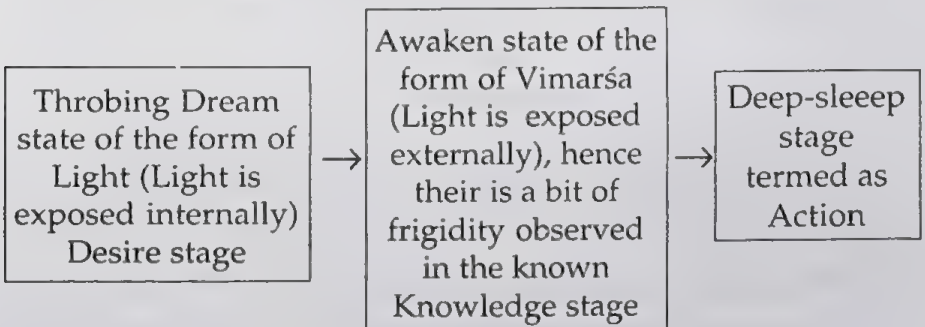 Throbing Dream
state of the form of
Light (Light is
exposed internally)
Desire stage
Awaken state of the
form of Vimarśa
(Light is exposed
externally), hence
their is a bit of
frigidity observed
in the known
Knowledge stage
Deep-sleeep
stage
termed as
Action